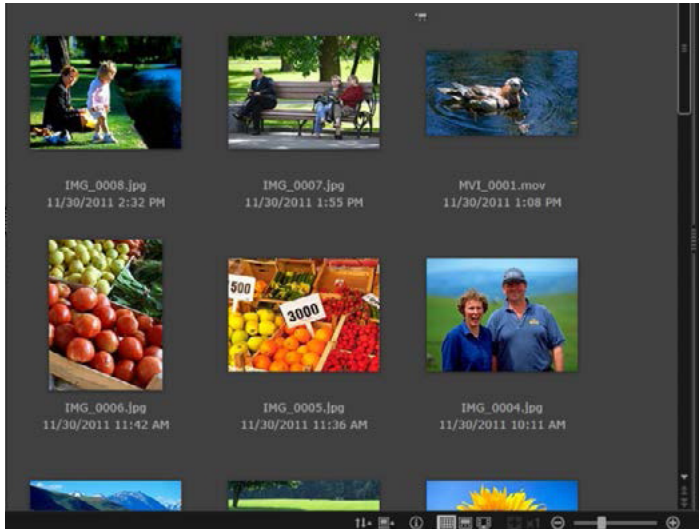 IMG_0008.jpg
11/30/2011 2:32 PM
IMG_0007.jpg
11/30/2011 1:55 PM
MVI_0001.mov
11/30/2011 1:08 PM
500
3000
IMG_0006.jpg
11/30/2011 11:42 AM
IMG_0005.jpg
11/30/2011 11:36 AM
IMG_0004.jpg
11/30/2011 10:11 AM